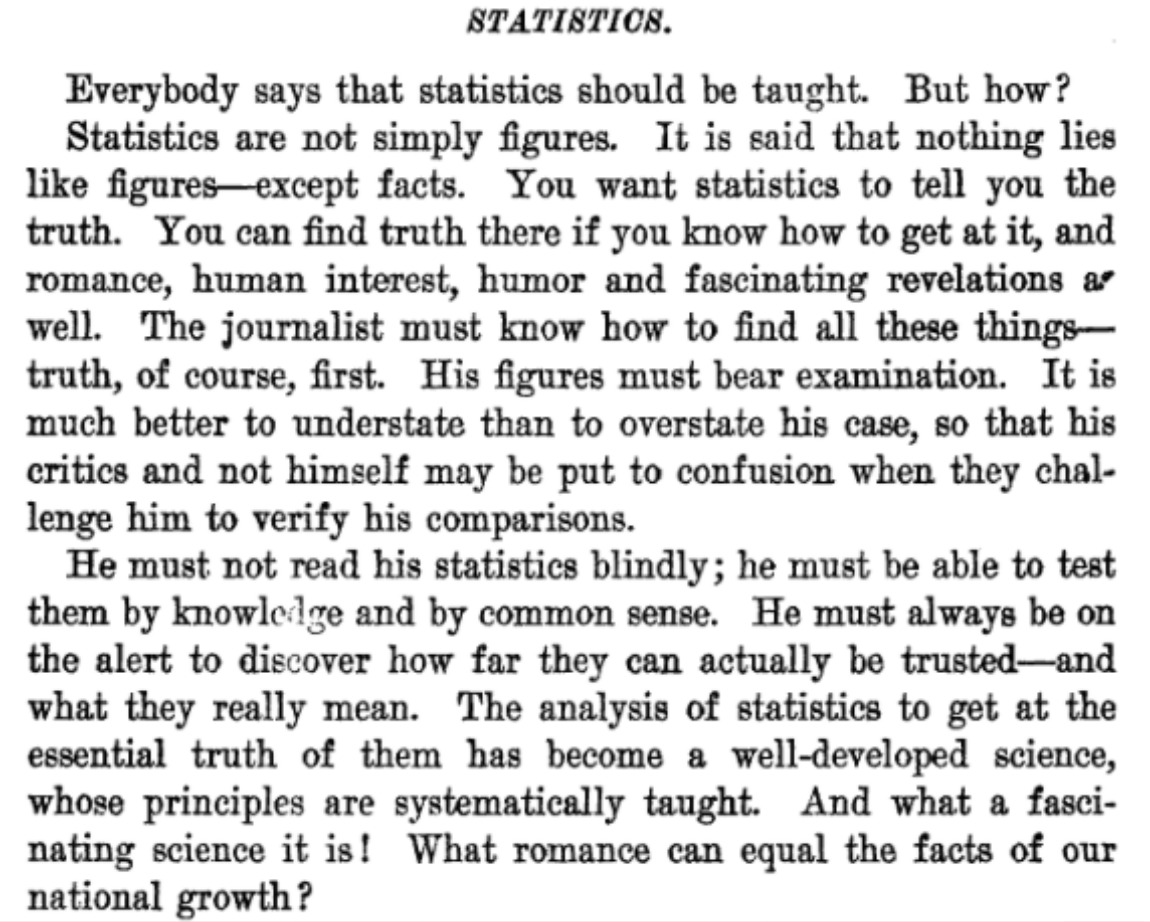 STATISTICS.
Everybody says that statistics should be taught. But how?
Statistics are not simply figures. It is said that nothing lies
like figures—except facts. You want statistics to tell you the
truth. You can find truth there if you know how to get at it, and
romance, human interest, humor and fascinating revelations as
well. The journalist must know how to find all these things—
truth, of course, first. His figures must bear examination. It is
much better to understate than to overstate his case, so that his
critics and not himself may be put to confusion when they chal-
lenge him to verify his comparisons.
He must not read his statistics blindly; he must be able to test
them by knowledge and by common sense. He must always be on
the alert to discover how far they can actually be trusted—and
what they really mean. The analysis of statistics to get at the
essential truth of them has become a well-developed science,
whose principles are systematically taught. And what a fasci-
nating science it is! What romance can equal the facts of our
national growth?